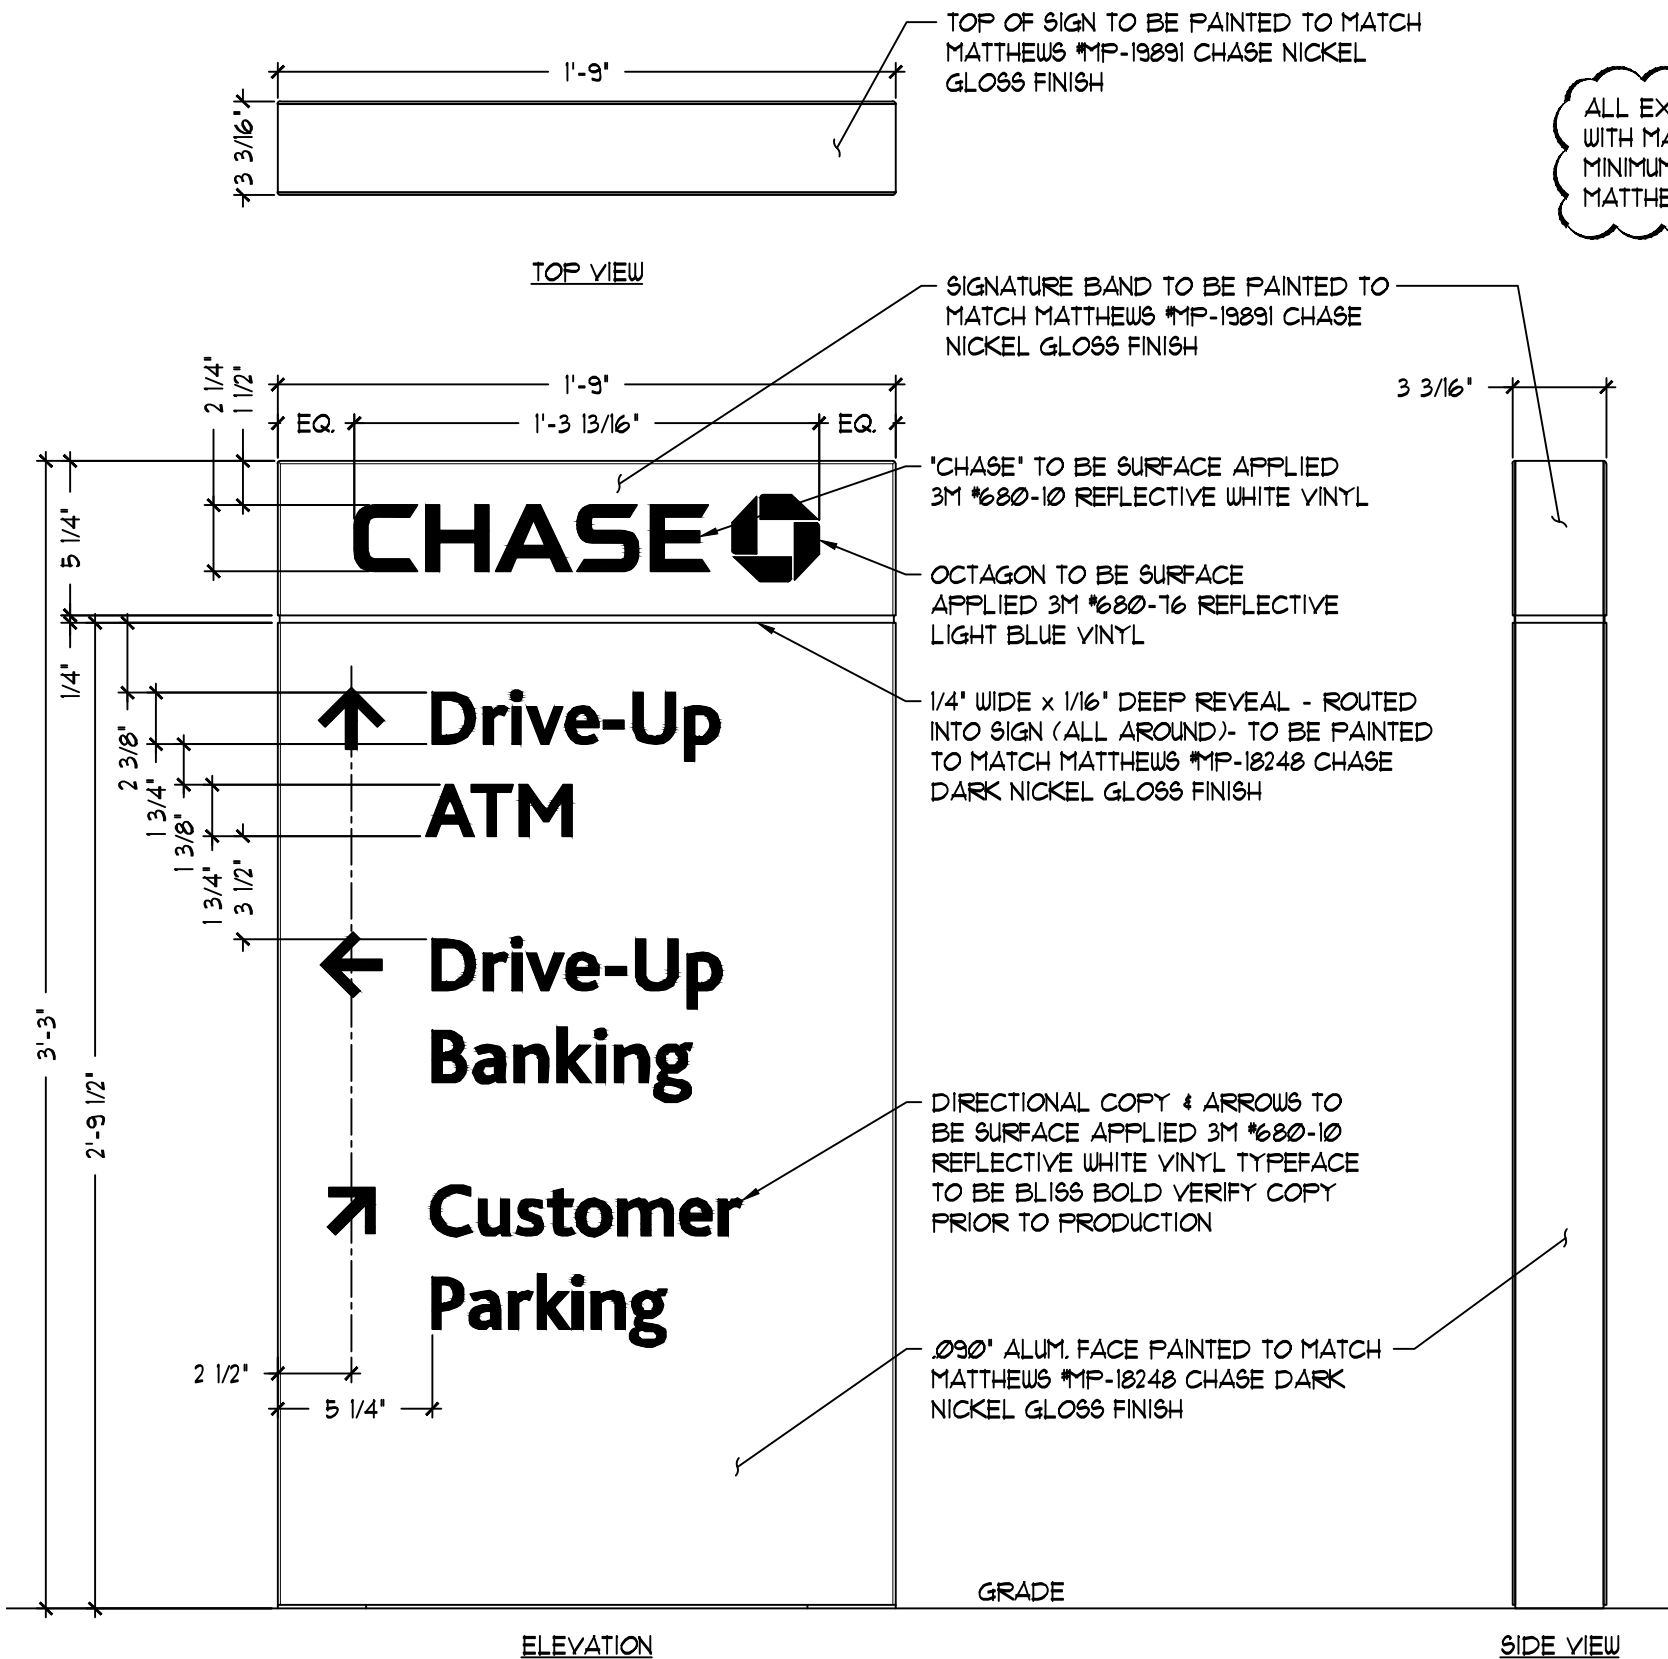 TOP OF SIGN TO BE PAINTED TO MATCH
MATTHEWS #MP-19891 CHASE NICKEL
GLOSS FINISH
1'-9"
3 3/16"
ALL
WITH
TOP VIEW
SIGNATURE BAND TO BE PAINTED TO
MATCH MATTHEWS #MP-19891 CHASE
NICKEL GLOSS FINISH
2 1/4"
1 1/2"
1'-9"
3 3/16"
EQ.
1'-3 13/16"
EQ.
"CHASE" TO BE SURFACE APPLIED
3M #680-10 REFLECTIVE WHITE VINYL
CHASE
5 1/4"
OCTAGON TO BE SURFACE
APPLIED 3M #680-76 REFLECTIVE
LIGHT BLUE VINYL
1/4"
1/4" WIDE x 1/16" DEEP REVEAL - ROUTED
INTO SIGN (ALL AROUND)- TO BE PAINTED
TO MATCH MATTHEWS #MP-18248 CHASE
DARK NICKEL GLOSS FINISH
Drive-Up
ATM
2 3/8"
1 3/4"
1 3/8"
1 3/4"
3 1/2"
Drive-Up
Banking
3'-3"
2'-9 1/2"
DIRECTIONAL COPY & ARROWS TO
BE SURFACE APPLIED 3M #680-10
REFLECTIVE WHITE VINYL TYPEFACE
TO BE BLISS BOLD VERIFY COPY
PRIOR TO PRODUCTION
Customer
Parking
2 1/2"
5 1/4"
.090" ALUM. FACE PAINTED TO MATCH
MATTHEWS #MP-18248 CHASE DARK
NICKEL GLOSS FINISH
GRADE
ELEVATION
SIDE VIEW